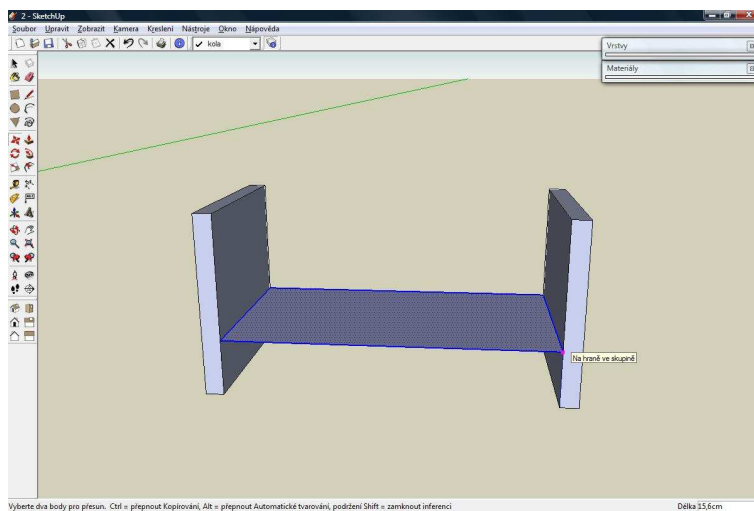 2 - SketchUp
Soubor Upravit Zobrazit Kamera Kreslení Nástroje Okno Nápověda
kola
Vrstvy
Materiály
Na hraně ve skupině
Vyberte dva body pro přesun. Ctrl = přepnout Kopírování, Alt = přepnout Automatické tvarování, podržení Shift = zamknout inferenci
Délka 15,6cm